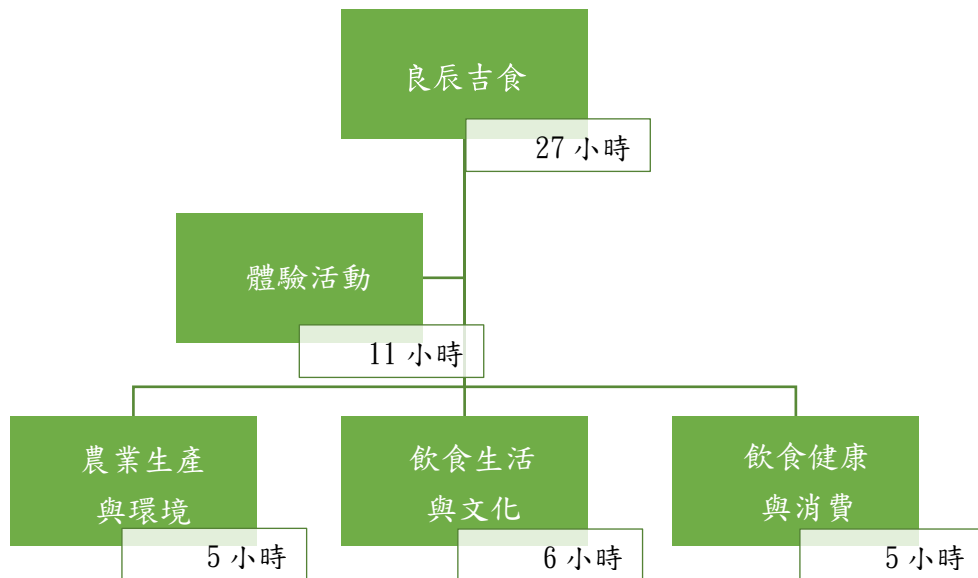 良辰吉食
27 小時
體驗活動
11 小時
農業生產
與環境
5 小時
飲食生活
與文化
6 小時
飲食健康
與消費
5 小時